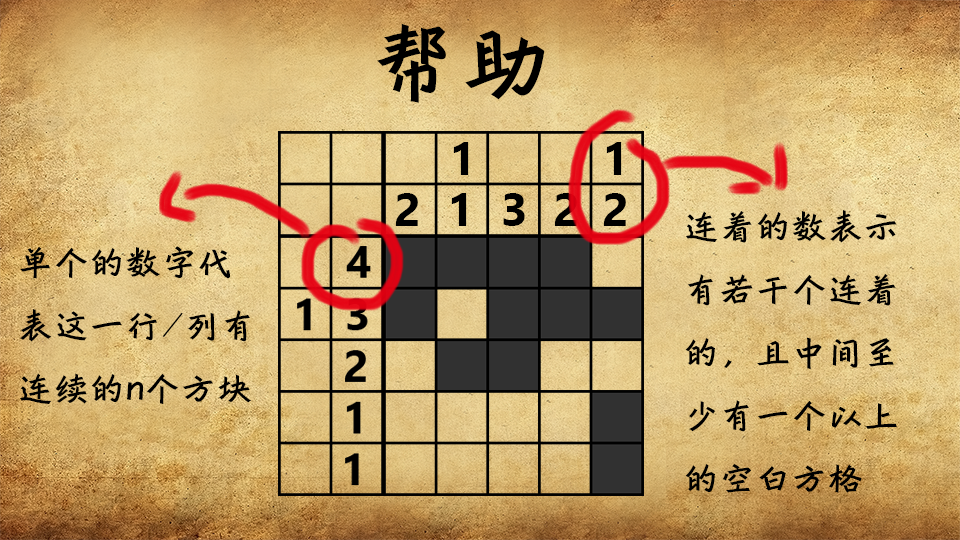 帮助
1 1
2 1 3 2 2
4
1 3
2
1
1
单个的数字代
表这一行/列有
连续的n个方块
连着的数表示
有若干个连着
的，且中间至
少有一个以上
的空白方格